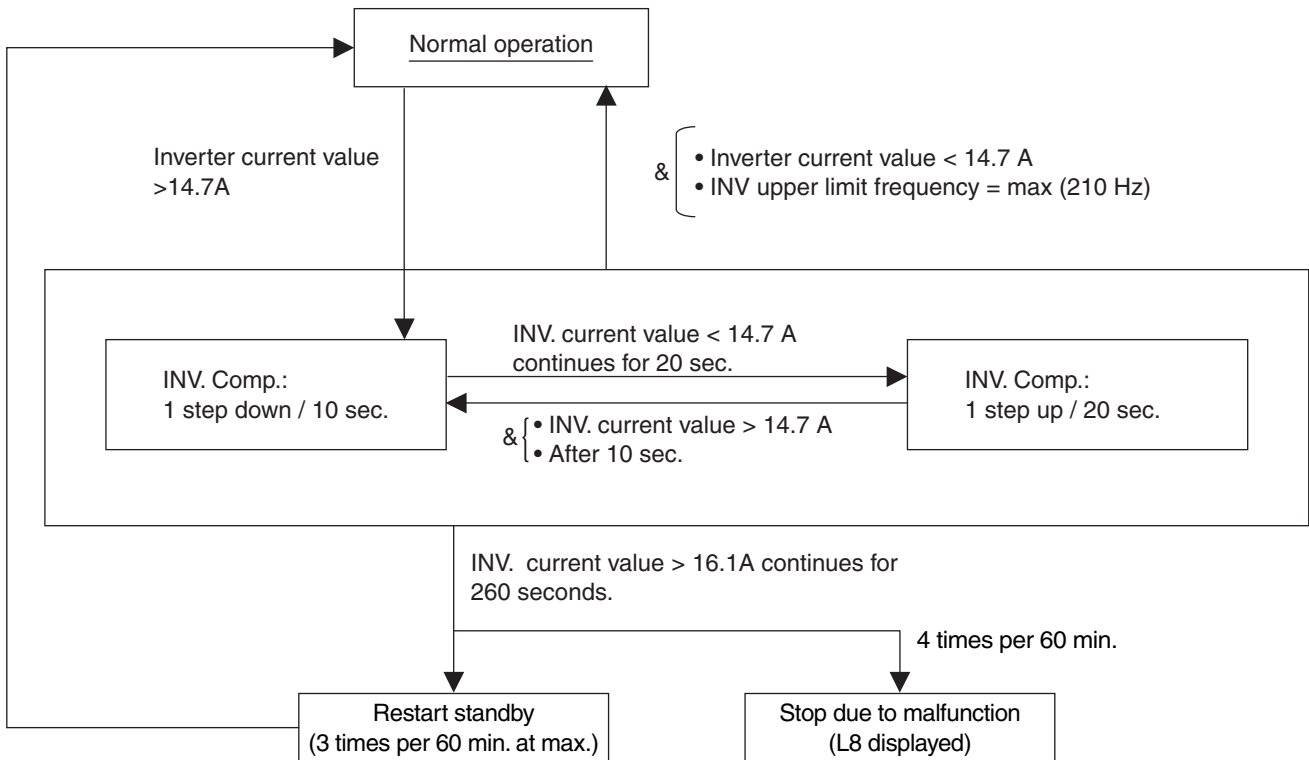 Normal operation
Inverter current value
>14.7A
&
• Inverter current value < 14.7 A
• INV upper limit frequency = max (210 Hz)
INV. Comp.:
1 step down / 10 sec.
INV. current value < 14.7 A
continues for 20 sec.
& • INV. current value > 14.7 A
• After 10 sec.
INV. Comp.:
1 step up / 20 sec.
INV. current value > 16.1A continues for
260 seconds.
4 times per 60 min.
Restart standby
(3 times per 60 min. at max.)
Stop due to malfunction
(L8 displayed)